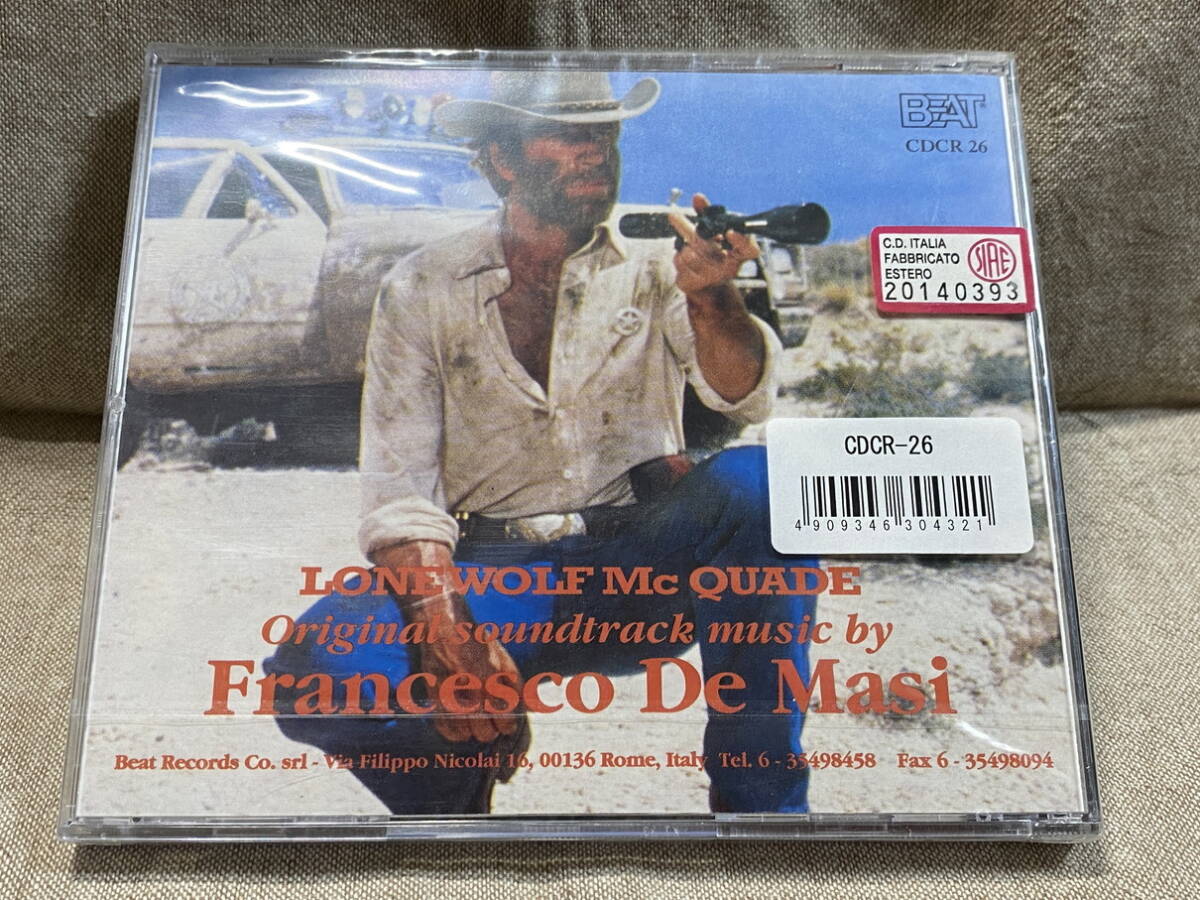 BEAT
CDCR 26
C.D. ITALIA
FABBRICATO
ESTERO
SIAE
20140393
CDCR-26
4 909346 304321
LONE WOLF Mc QUADE
Original soundtrack music by
Francesco De Masi
Beat Records Co. srl - Via Filippo Nicolai 16, 00136 Rome, Italy Tel. 6 - 35498458 Fax 6 - 35498094